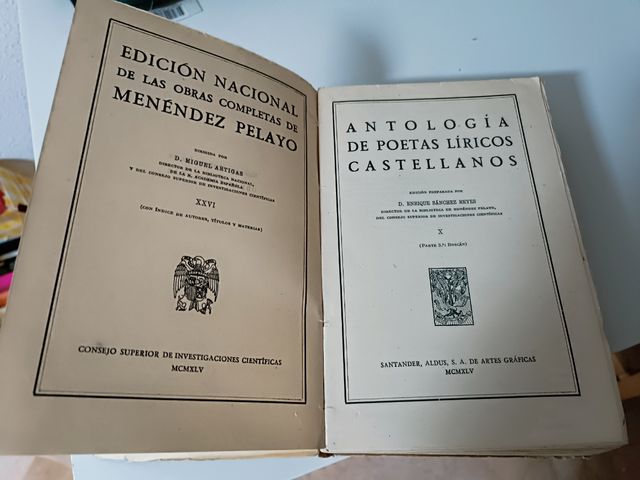 EDICIÓN NACIONAL
DE LAS OBRAS COMPLETAS DE
MENÉNDEZ PELAYO
DIRIGIDA POR
D. MIGUEL ARTIGAS
DIRECTOR DE LA BIBLIOTECA NACIONAL,
DE LA R. ACADEMIA ESPAÑOLA
Y DEL CONSEJO SUPERIOR DE INVESTIGACIONES CIENTÍFICAS
XXVI
(CON ÍNDICE DE AUTORES, TÍTULOS Y MATERIAS)
CONSEJO SUPERIOR DE INVESTIGACIONES CIENTÍFICAS
MCMXLV
ANTOLOGÍA
DE POETAS LÍRICOS
CASTELLANOS
EDICIÓN PREPARADA POR
D. ENRIQUE SÁNCHEZ REYES
DIRECTOR DE LA BIBLIOTECA DE MENÉNDEZ PELAYO,
DEL CONSEJO SUPERIOR DE INVESTIGACIONES CIENTÍFICAS
X
(PARTE 3.ª: BOSCÁN)
SANTANDER, ALDUS, S. A. DE ARTES GRÁFICAS
MCMXLV